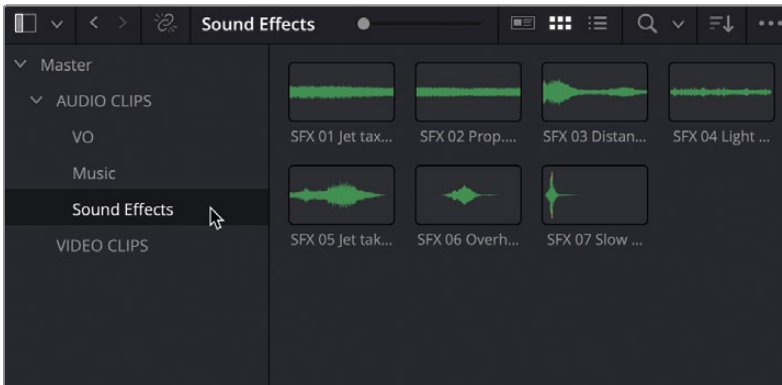 Sound Effects
Master
AUDIO CLIPS
VO
Music
Sound Effects
VIDEO CLIPS
SFX 01 Jet tax...
SFX 02 Prop....
SFX 03 Distan...
SFX 04 Light ...
SFX 05 Jet tak...
SFX 06 Overh...
SFX 07 Slow ...